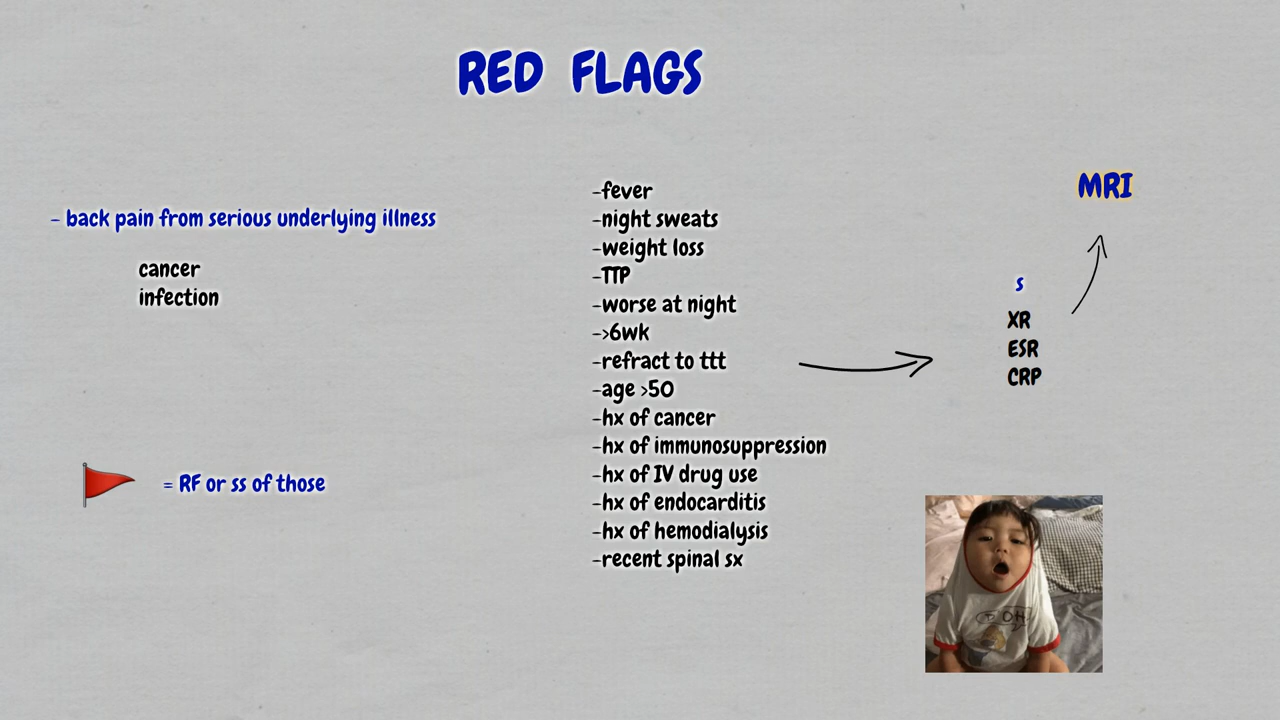 RED FLAGS
- back pain from serious underlying illness
cancer
infection
= RF or ss of those
-fever
-night sweats
-weight loss
-TTP
-worse at night
->6wk
-refract to ttt
-age >50
-hx of cancer
-hx of immunosuppression
-hx of IV drug use
-hx of endocarditis
-hx of hemodialysis
-recent spinal sx
MRI
s
XR
ESR
CRP
OH